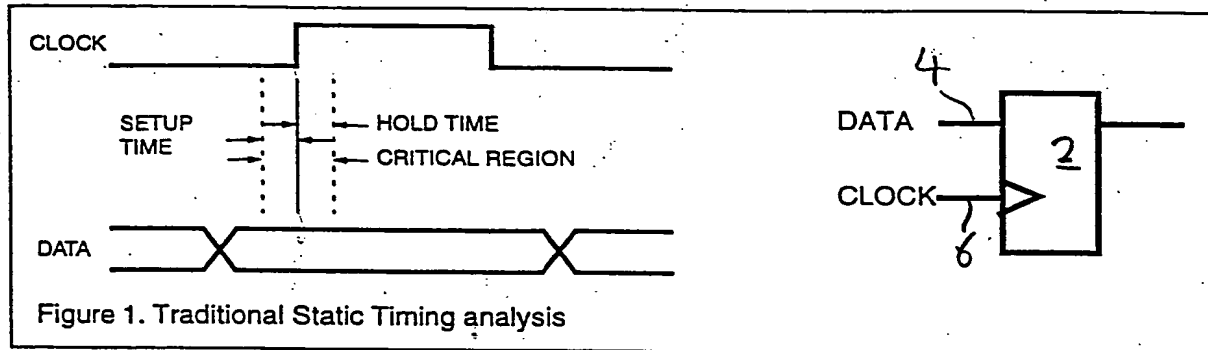 CLOCK
SETUP TIME
HOLD TIME
CRITICAL REGION
DATA
Figure 1. Traditional Static Timing analysis
4
DATA
2
CLOCK
6